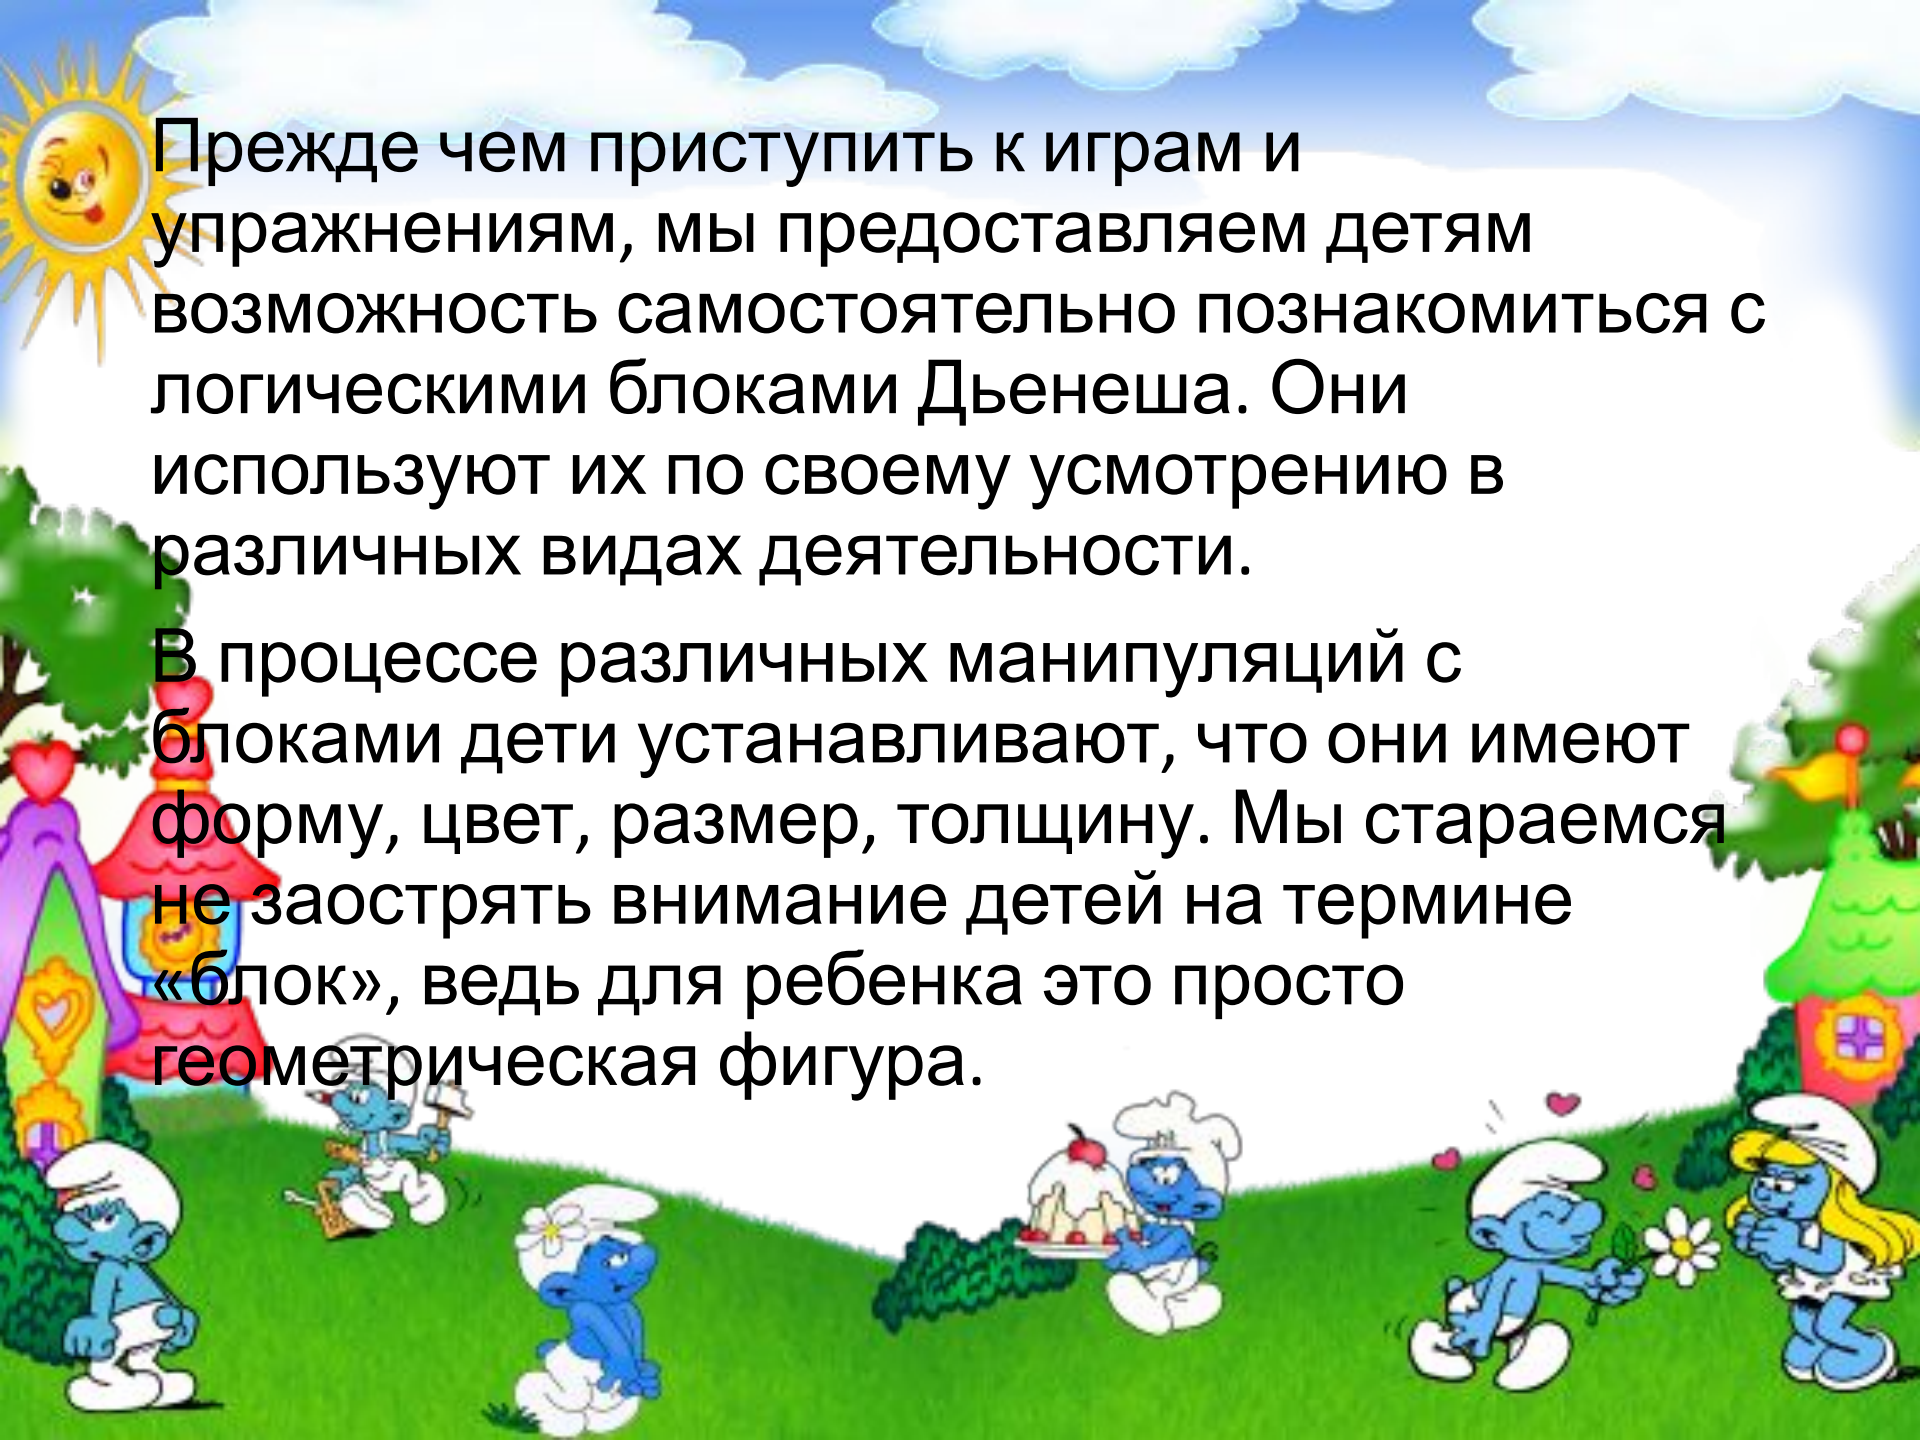 Прежде чем приступить к играм и
упражнениям, мы предоставляем детям
возможность самостоятельно познакомиться с
логическими блоками Дьенеша. Они
используют их по своему усмотрению в
различных видах деятельности.
В процессе различных манипуляций с
блоками дети устанавливают, что они имеют
форму, цвет, размер, толщину. Мы стараемся
не заострять внимание детей на термине
«блок», ведь для ребенка это просто
геометрическая фигура.